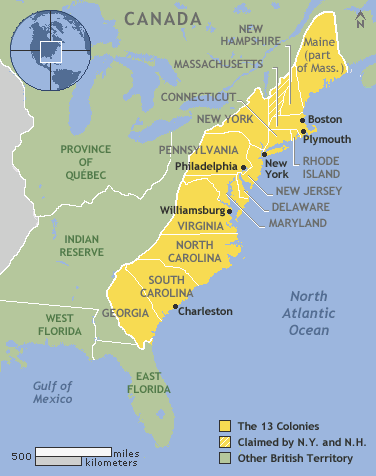 CANADA
N
NEW
HAMPSHIRE
Maine
(part
of Mass.)
MASSACHUSETTS
CONNECTICUT
NEW YORK
Boston
Plymouth
PENNSYLVANIA
PROVINCE
OF
QUÉBEC
Philadelphia
New
York
RHODE
ISLAND
NEW JERSEY
DELAWARE
MARYLAND
Williamsburg
VIRGINIA
INDIAN
RESERVE
NORTH
CAROLINA
SOUTH
CAROLINA
GEORGIA
Charleston
North
Atlantic
Ocean
WEST
FLORIDA
EAST
FLORIDA
Gulf of
Mexico
The 13 Colonies
Claimed by N.Y. and N.H.
Other British Territory
500
miles
kilometers